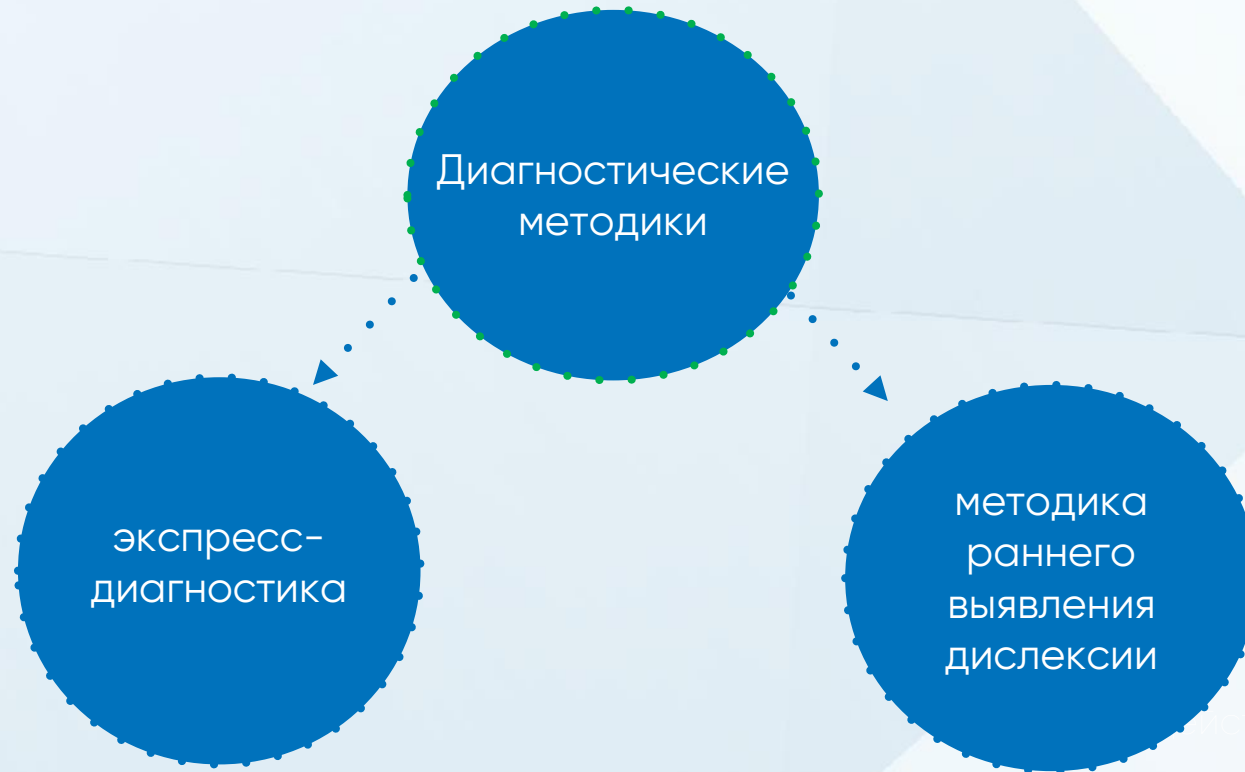 Диагностические
методики
экспресс-
диагностика
методика
раннего
выявления
дислексии